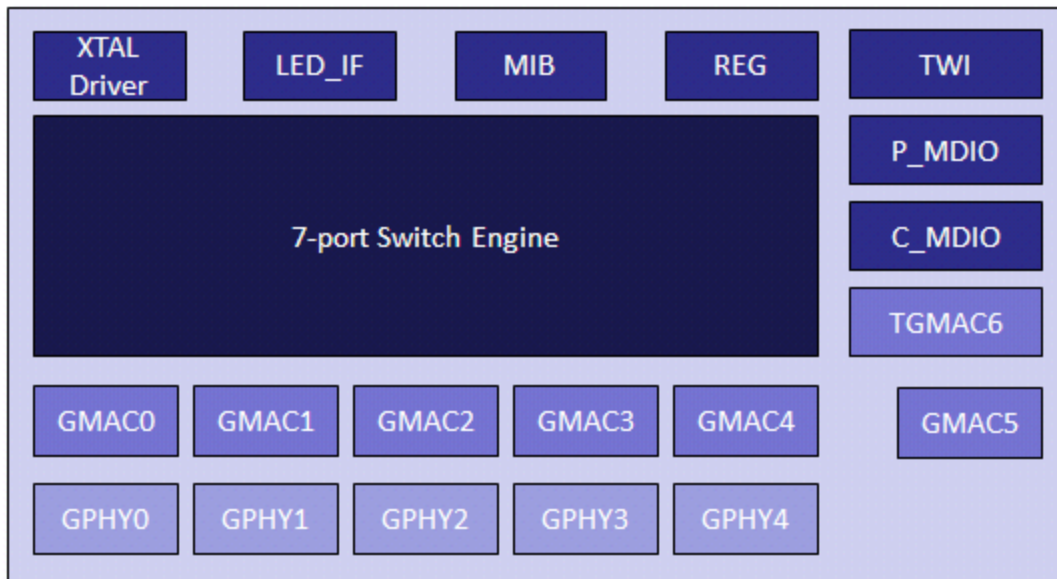 XTAL
Driver
LED_IF
MIB
REG
TWI
P_MDIO
7-port Switch Engine
C_MDIO
TGMAC6
GMAC0
GMAC1
GMAC2
GMAC3
GMAC4
GMAC5
GPHY0
GPHY1
GPHY2
GPHY3
GPHY4